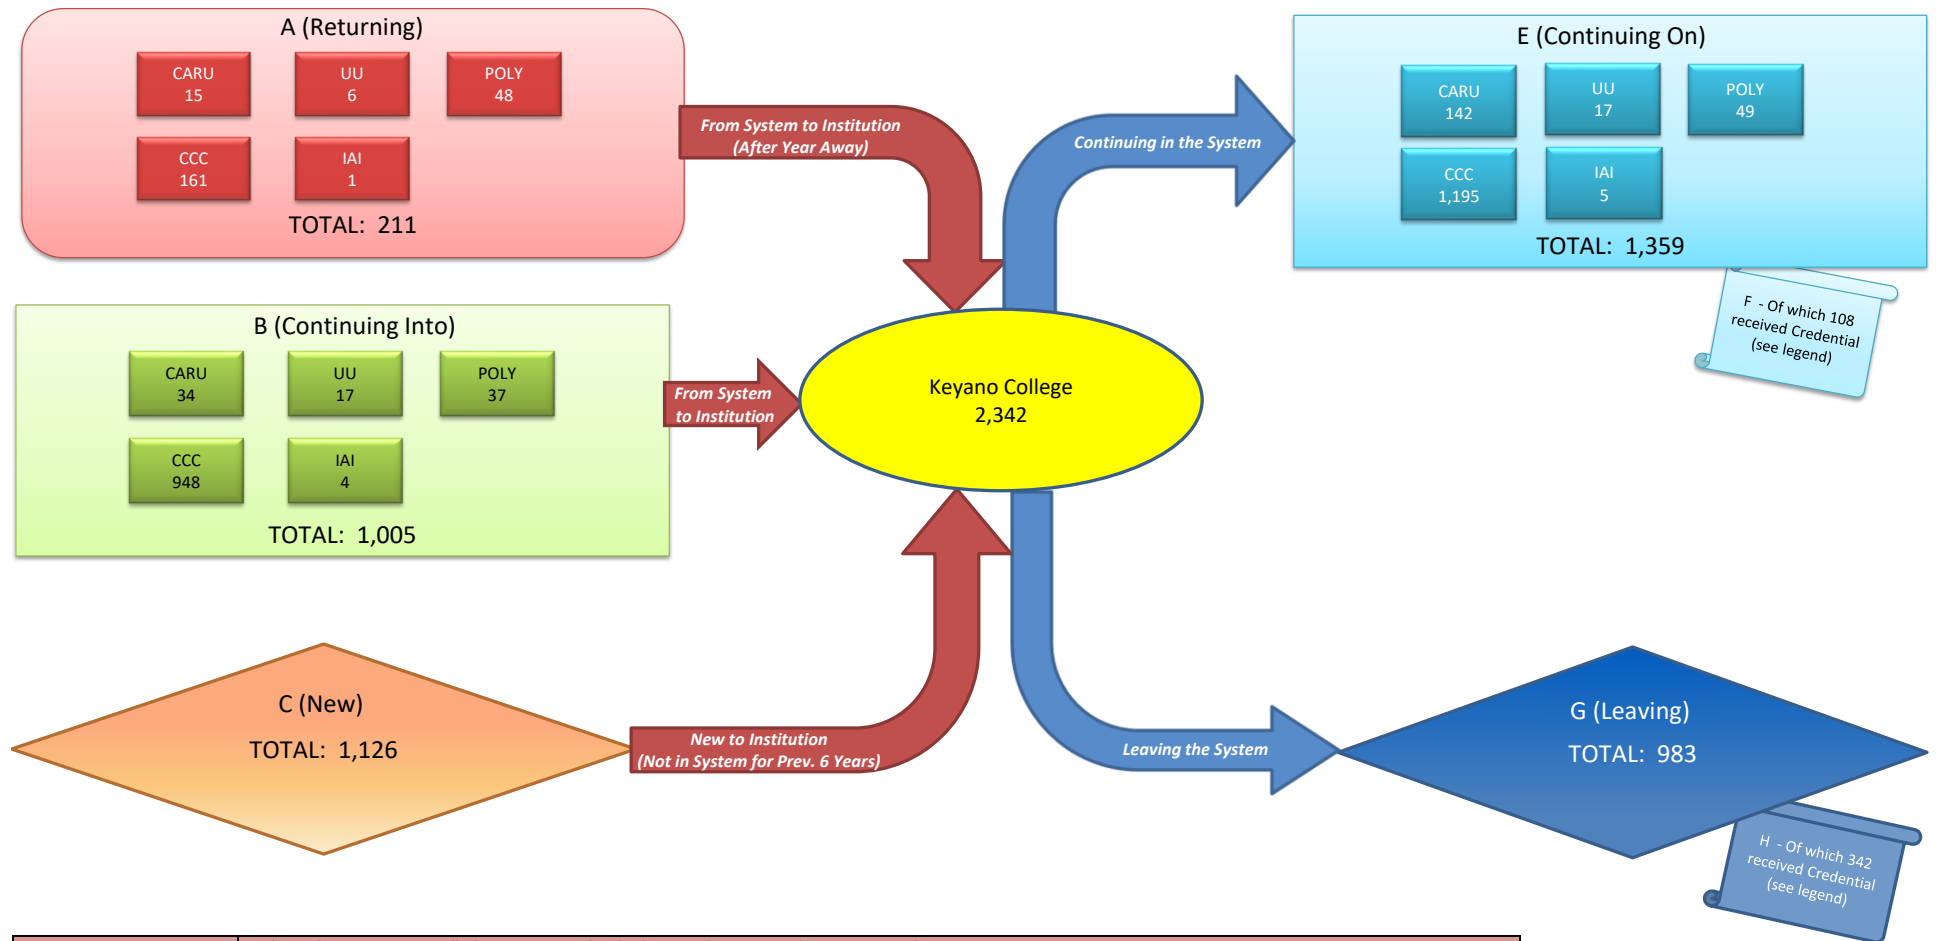 A (Returning)
CARU
15
UU
6
POLY
48
CCC
161
IAI
1
TOTAL: 211
From System to Institution
(After Year Away)
B (Continuing Into)
CARU
34
UU
17
POLY
37
CCC
948
IAI
4
TOTAL: 1,005
From System
to Institution
C (New)
TOTAL: 1,126
New to Institution
(Not in System for Prev. 6 Years)
Keyano College
2,342
Continuing in the System
E (Continuing On)
CARU
142
UU
17
POLY
49
CCC
1,195
IAI
5
TOTAL: 1,359
F - Of which 108
received Credential
(see legend)
Leaving the System
G (Leaving)
TOTAL: 983
H - Of which 342
received Credential
(see legend)